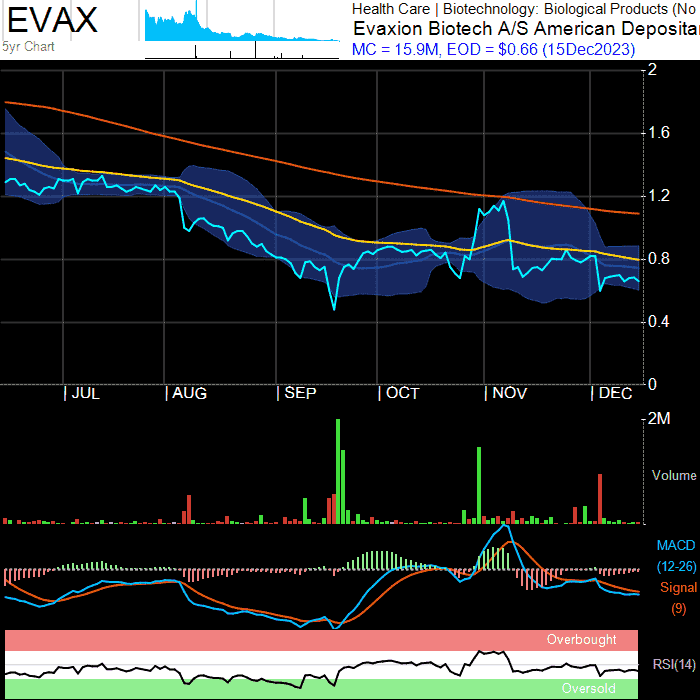 EVAX
5yr Chart
Health Care | Biotechnology: Biological Products (No
Evaxion Biotech A/S American Deposita
MC = 15.9M, EOD = $0.66 (15Dec2023)
2
1.6
1.2
0.8
0.4
0
JUL
AUG
SEP
OCT
NOV
DEC
2M
Volume
MACD
(12-26)
Signal
(9)
Overbought
RSI(14)
Oversold